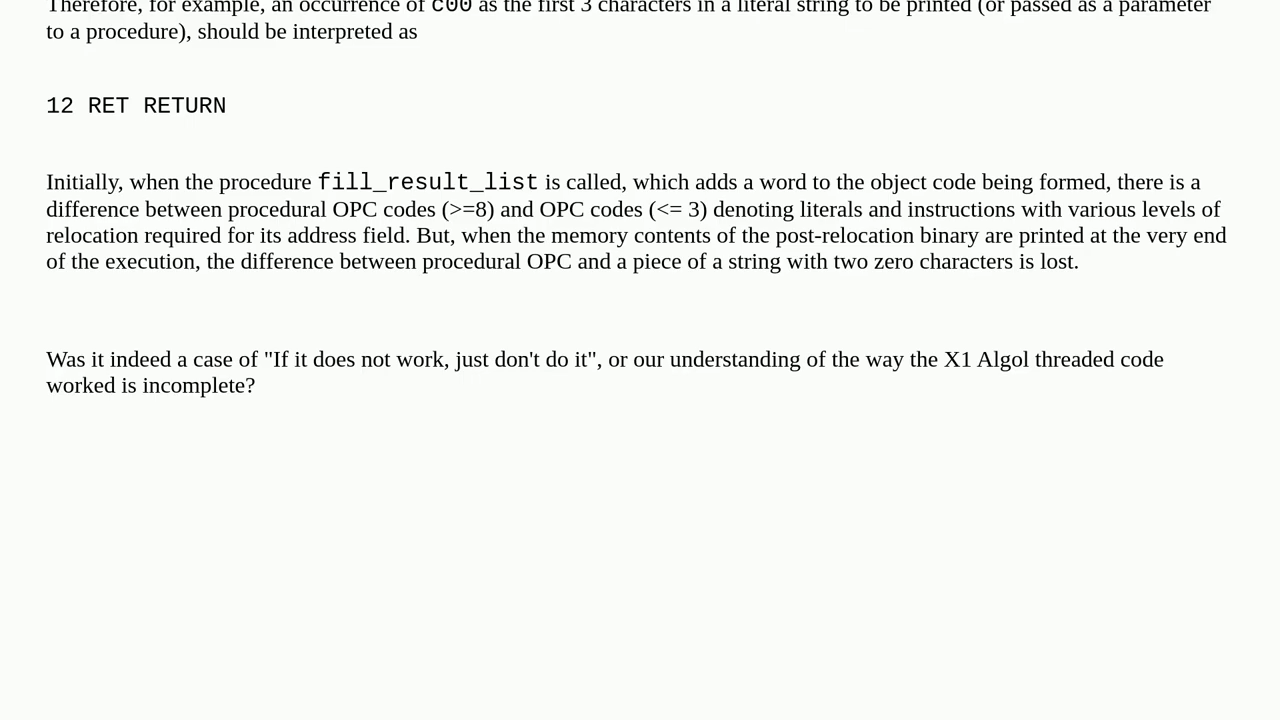 Therefore, for example, an occurrence of c00 as the first 3 characters in a literal string to be printed (or passed as a parameter
to a procedure), should be interpreted as
12 RET RETURN
Initially, when the procedure fill_result_list is called, which adds a word to the object code being formed, there is a
difference between procedural OPC codes (>=8) and OPC codes (<= 3) denoting literals and instructions with various levels of
relocation required for its address field. But, when the memory contents of the post-relocation binary are printed at the very end
of the execution, the difference between procedural OPC and a piece of a string with two zero characters is lost.
Was it indeed a case of "If it does not work, just don't do it", or our understanding of the way the X1 Algol threaded code
worked is incomplete?